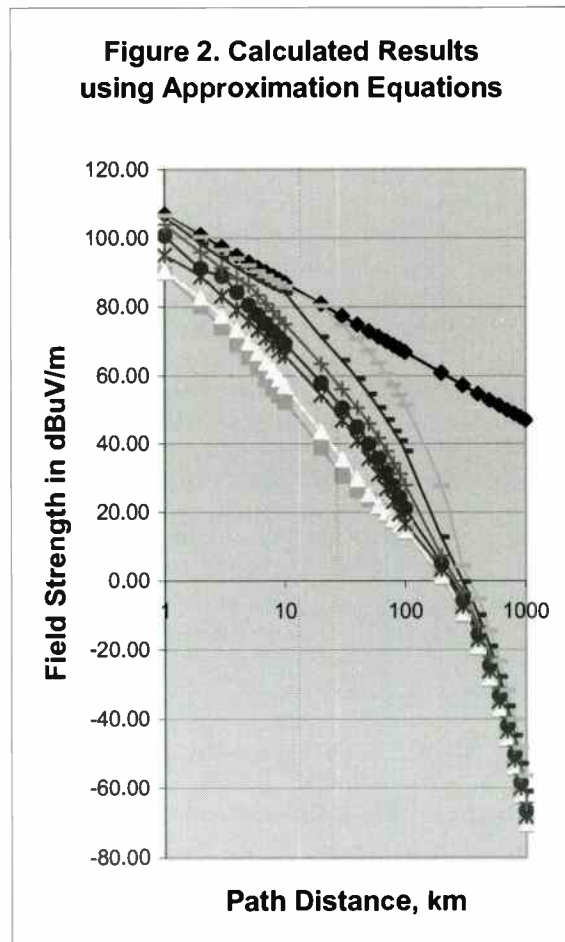 Figure 2. Calculated Results
using Approximation Equations
120.00
100.00
80.00
60.00
40.00
20.00
0.00
-20.00
-40.00
-60.00
-80.00
1 10 100 1000
Field Strength in dBuV/m
Path Distance, km